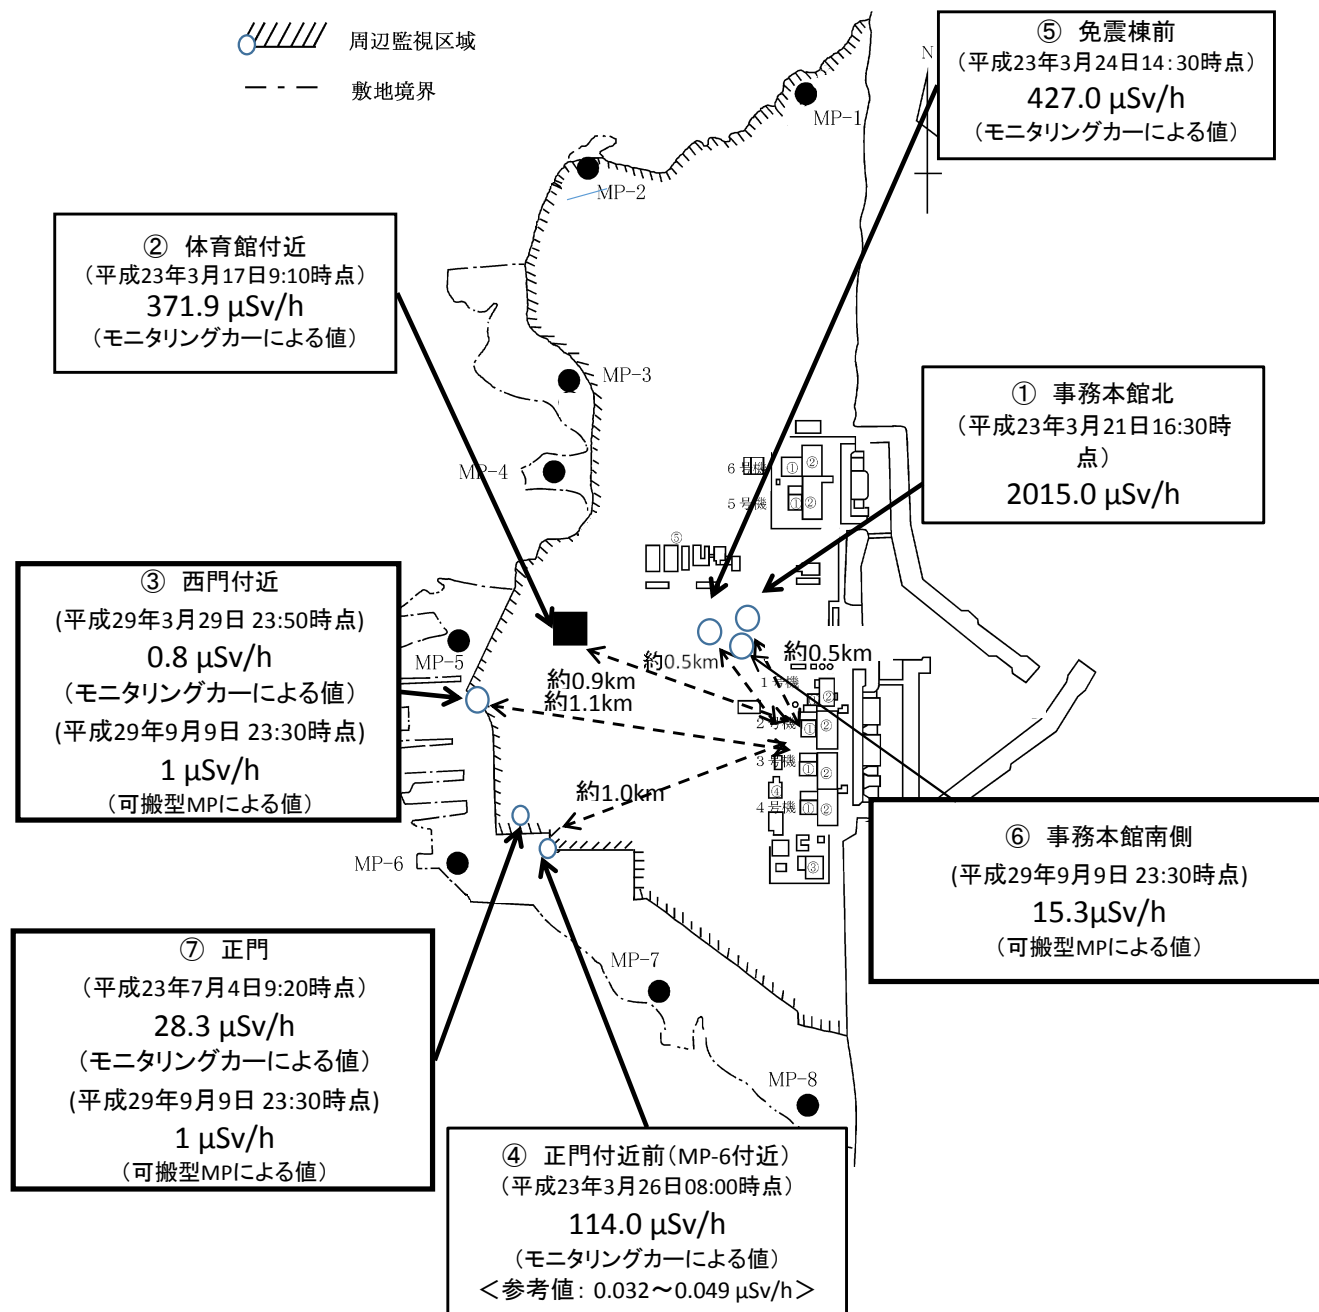 周辺監視区域
敷地境界
⑤ 免震棟前
（平成23年3月24日14:30時点）
427.0 μSv/h
（モニタリングカーによる値）
N
MP-1
MP-2
② 体育館付近
（平成23年3月17日9:10時点）
371.9 μSv/h
（モニタリングカーによる値）
MP-3
① 事務本館北
（平成23年3月21日16:30時
点）
2015.0 μSv/h
MP-4
6号機
①
②
5号機
①
②
⑤
③ 西門付近
(平成29年3月29日 23:50時点)
0.8 μSv/h
（モニタリングカーによる値）
(平成29年9月9日 23:30時点)
1 μSv/h
（可搬型MPによる値）
MP-5
約0.5km
約0.5km
約0.9km
約1.1km
1号機
②
2号機
①
②
3号機
①
②
約1.0km
④
4号機
①
②
③
MP-6
⑥ 事務本館南側
(平成29年9月9日 23:30時点)
15.3μSv/h
（可搬型MPによる値）
⑦ 正門
（平成23年7月4日9:20時点）
28.3 μSv/h
（モニタリングカーによる値）
(平成29年9月9日 23:30時点)
1 μSv/h
（可搬型MPによる値）
MP-7
MP-8
④ 正門付近前（MP-6付近）
（平成23年3月26日08:00時点）
114.0 μSv/h
（モニタリングカーによる値）
＜参考値: 0.032～0.049 μSv/h＞